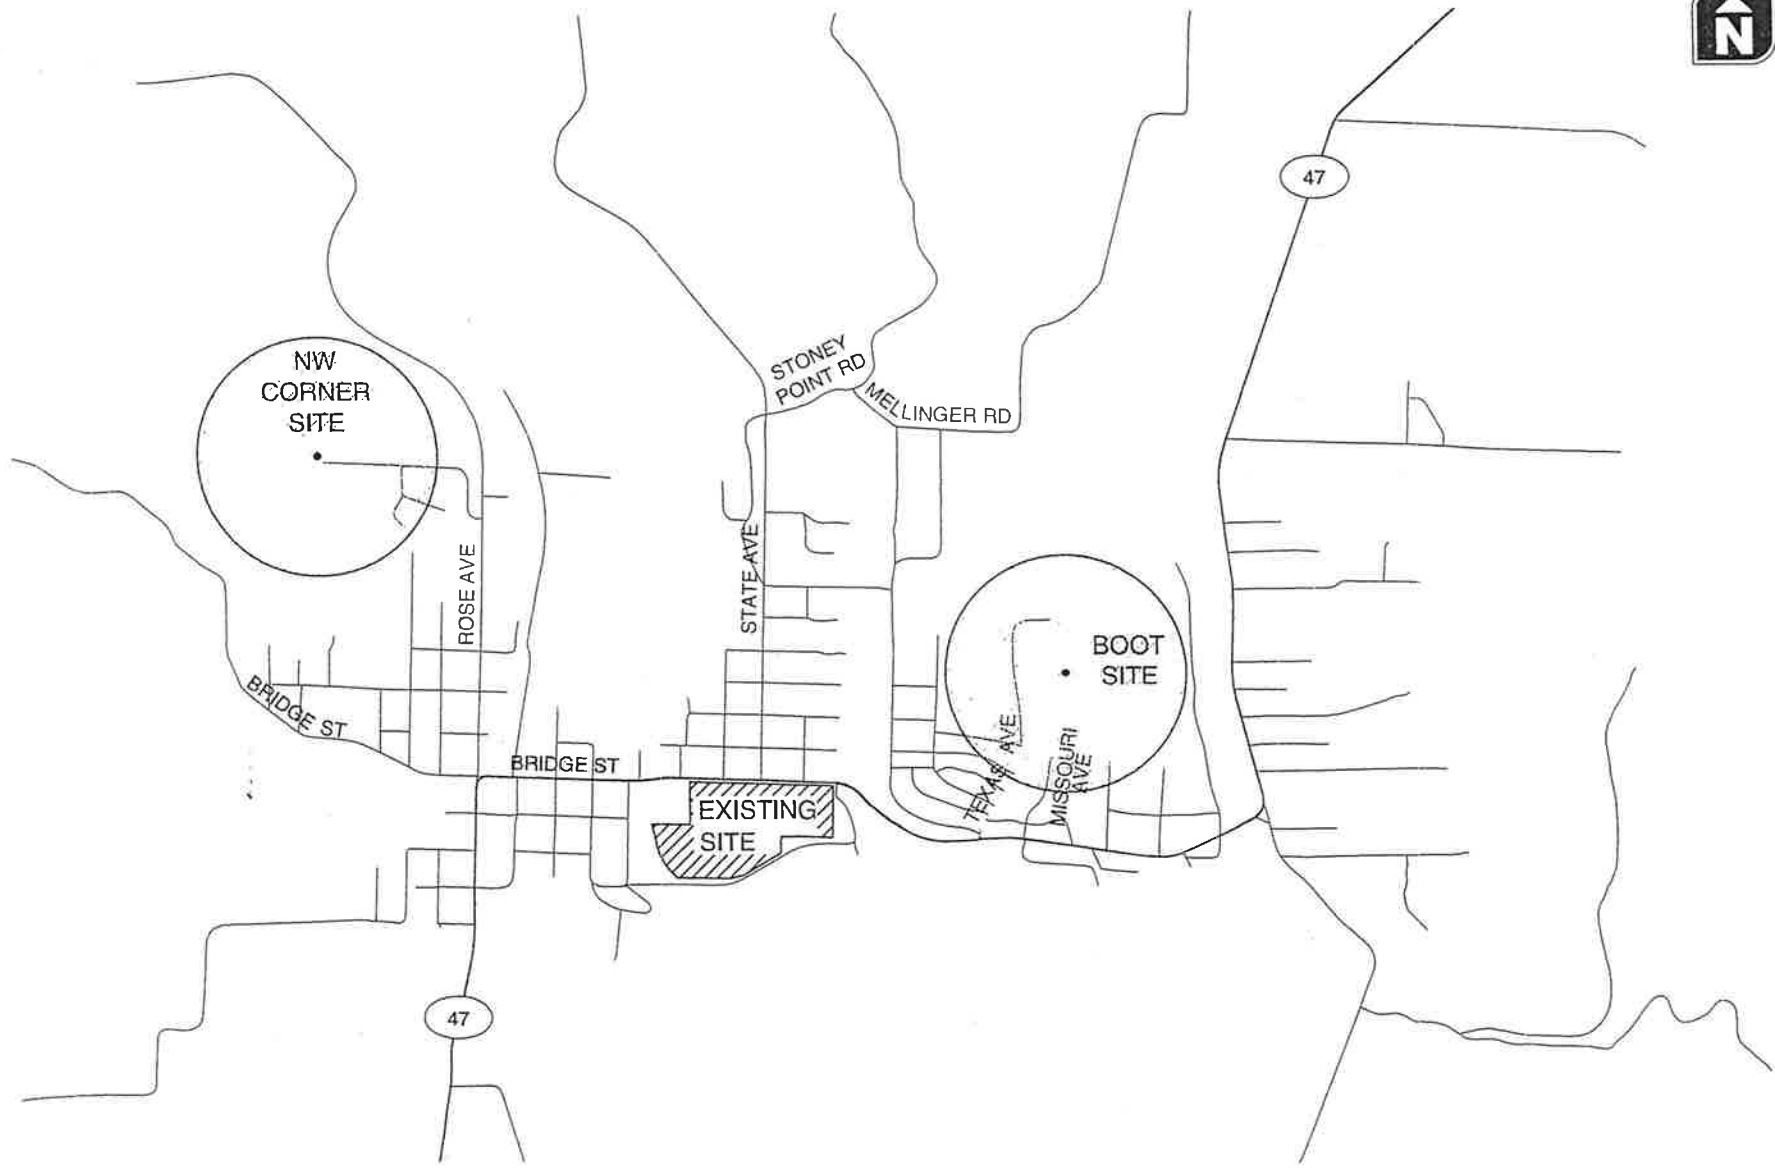 N
47
NW
CORNER
SITE
STONEY
POINT RD
MELLINGER RD
ROSE AVE
STATE AVE
BOOT
SITE
BRIDGE ST
BRIDGE ST
TEXAS AVE
MISSOURI
AVE
EXISTING
SITE
47